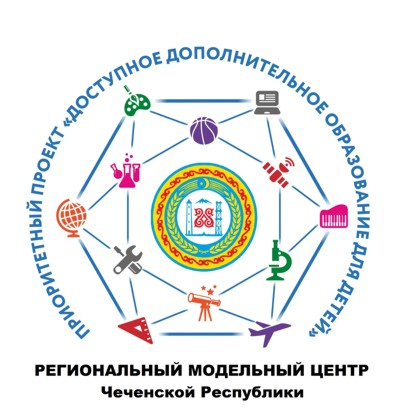 ПРИОРИТЕТНЫЙ ПРОЕКТ «ДОСТУПНОЕ ДОПОЛНИТЕЛЬНОЕ ОБРАЗОВАНИЕ ДЛЯ ДЕТЕЙ»
РЕГИОНАЛЬНЫЙ МОДЕЛЬНЫЙ ЦЕНТР
Чеченской Республики